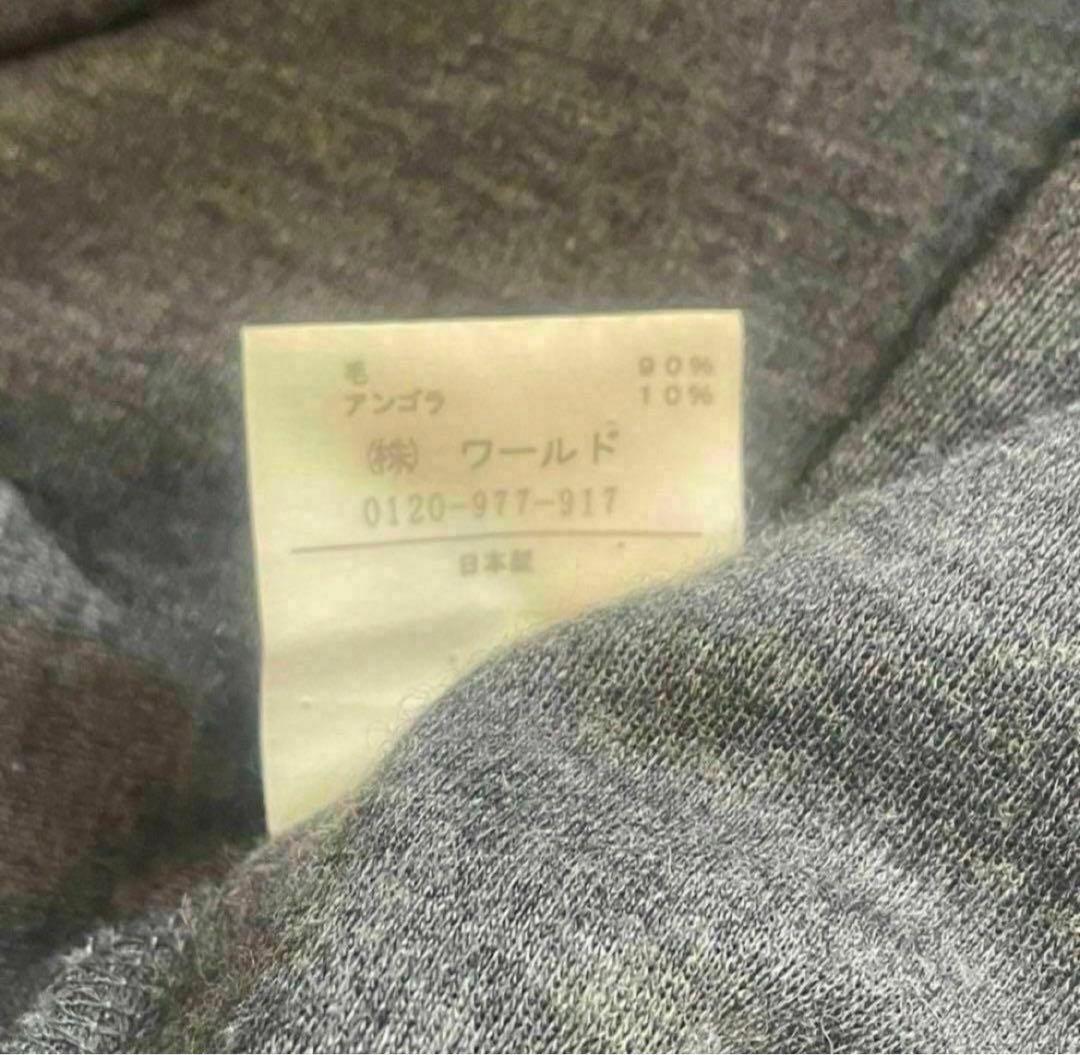 毛 90%
アンゴラ 10%
㈱ ワールド
0120-977-917
日本製